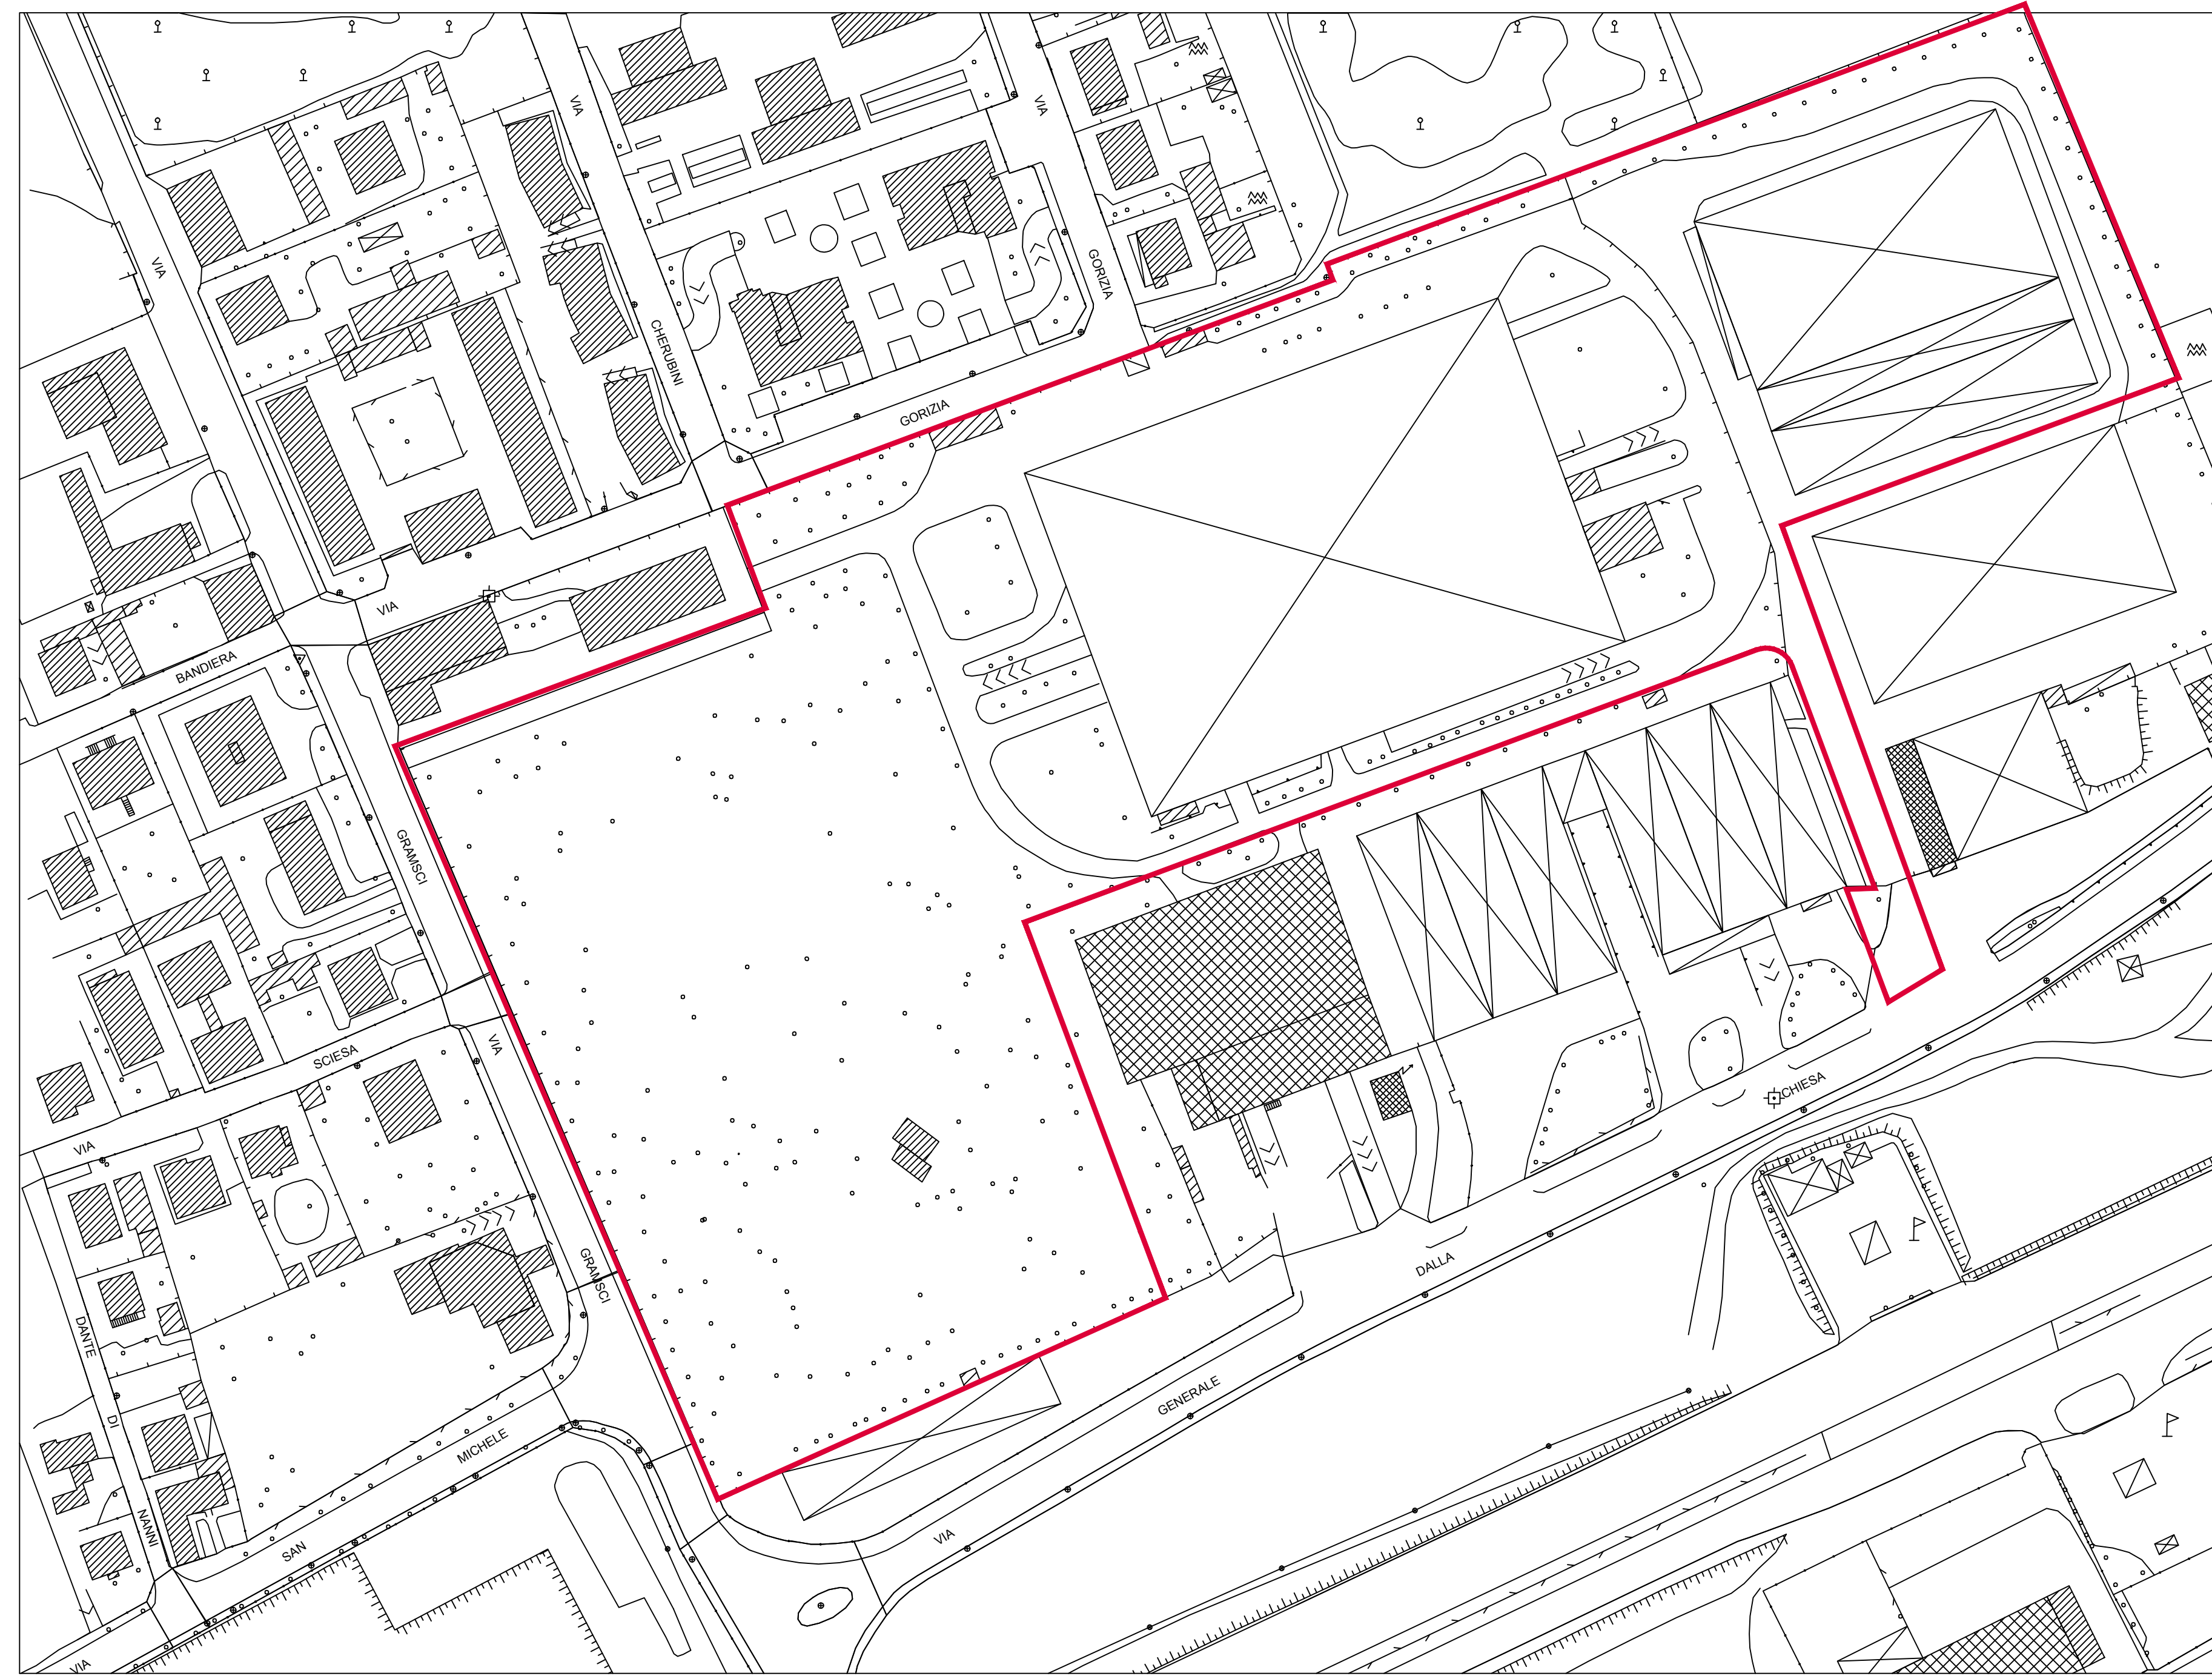 VIA
VIA
VIA
CHERUBINI
GORIZIA
GORIZIA
VIA
BANDIERA
GRAMSCI
VIA
SCIESA
VIA
GRAMSCI
DANTE
DI
NANNI
MICHELE
SAN
VIA
CHIESA
DALLA
GENERALE
VIA